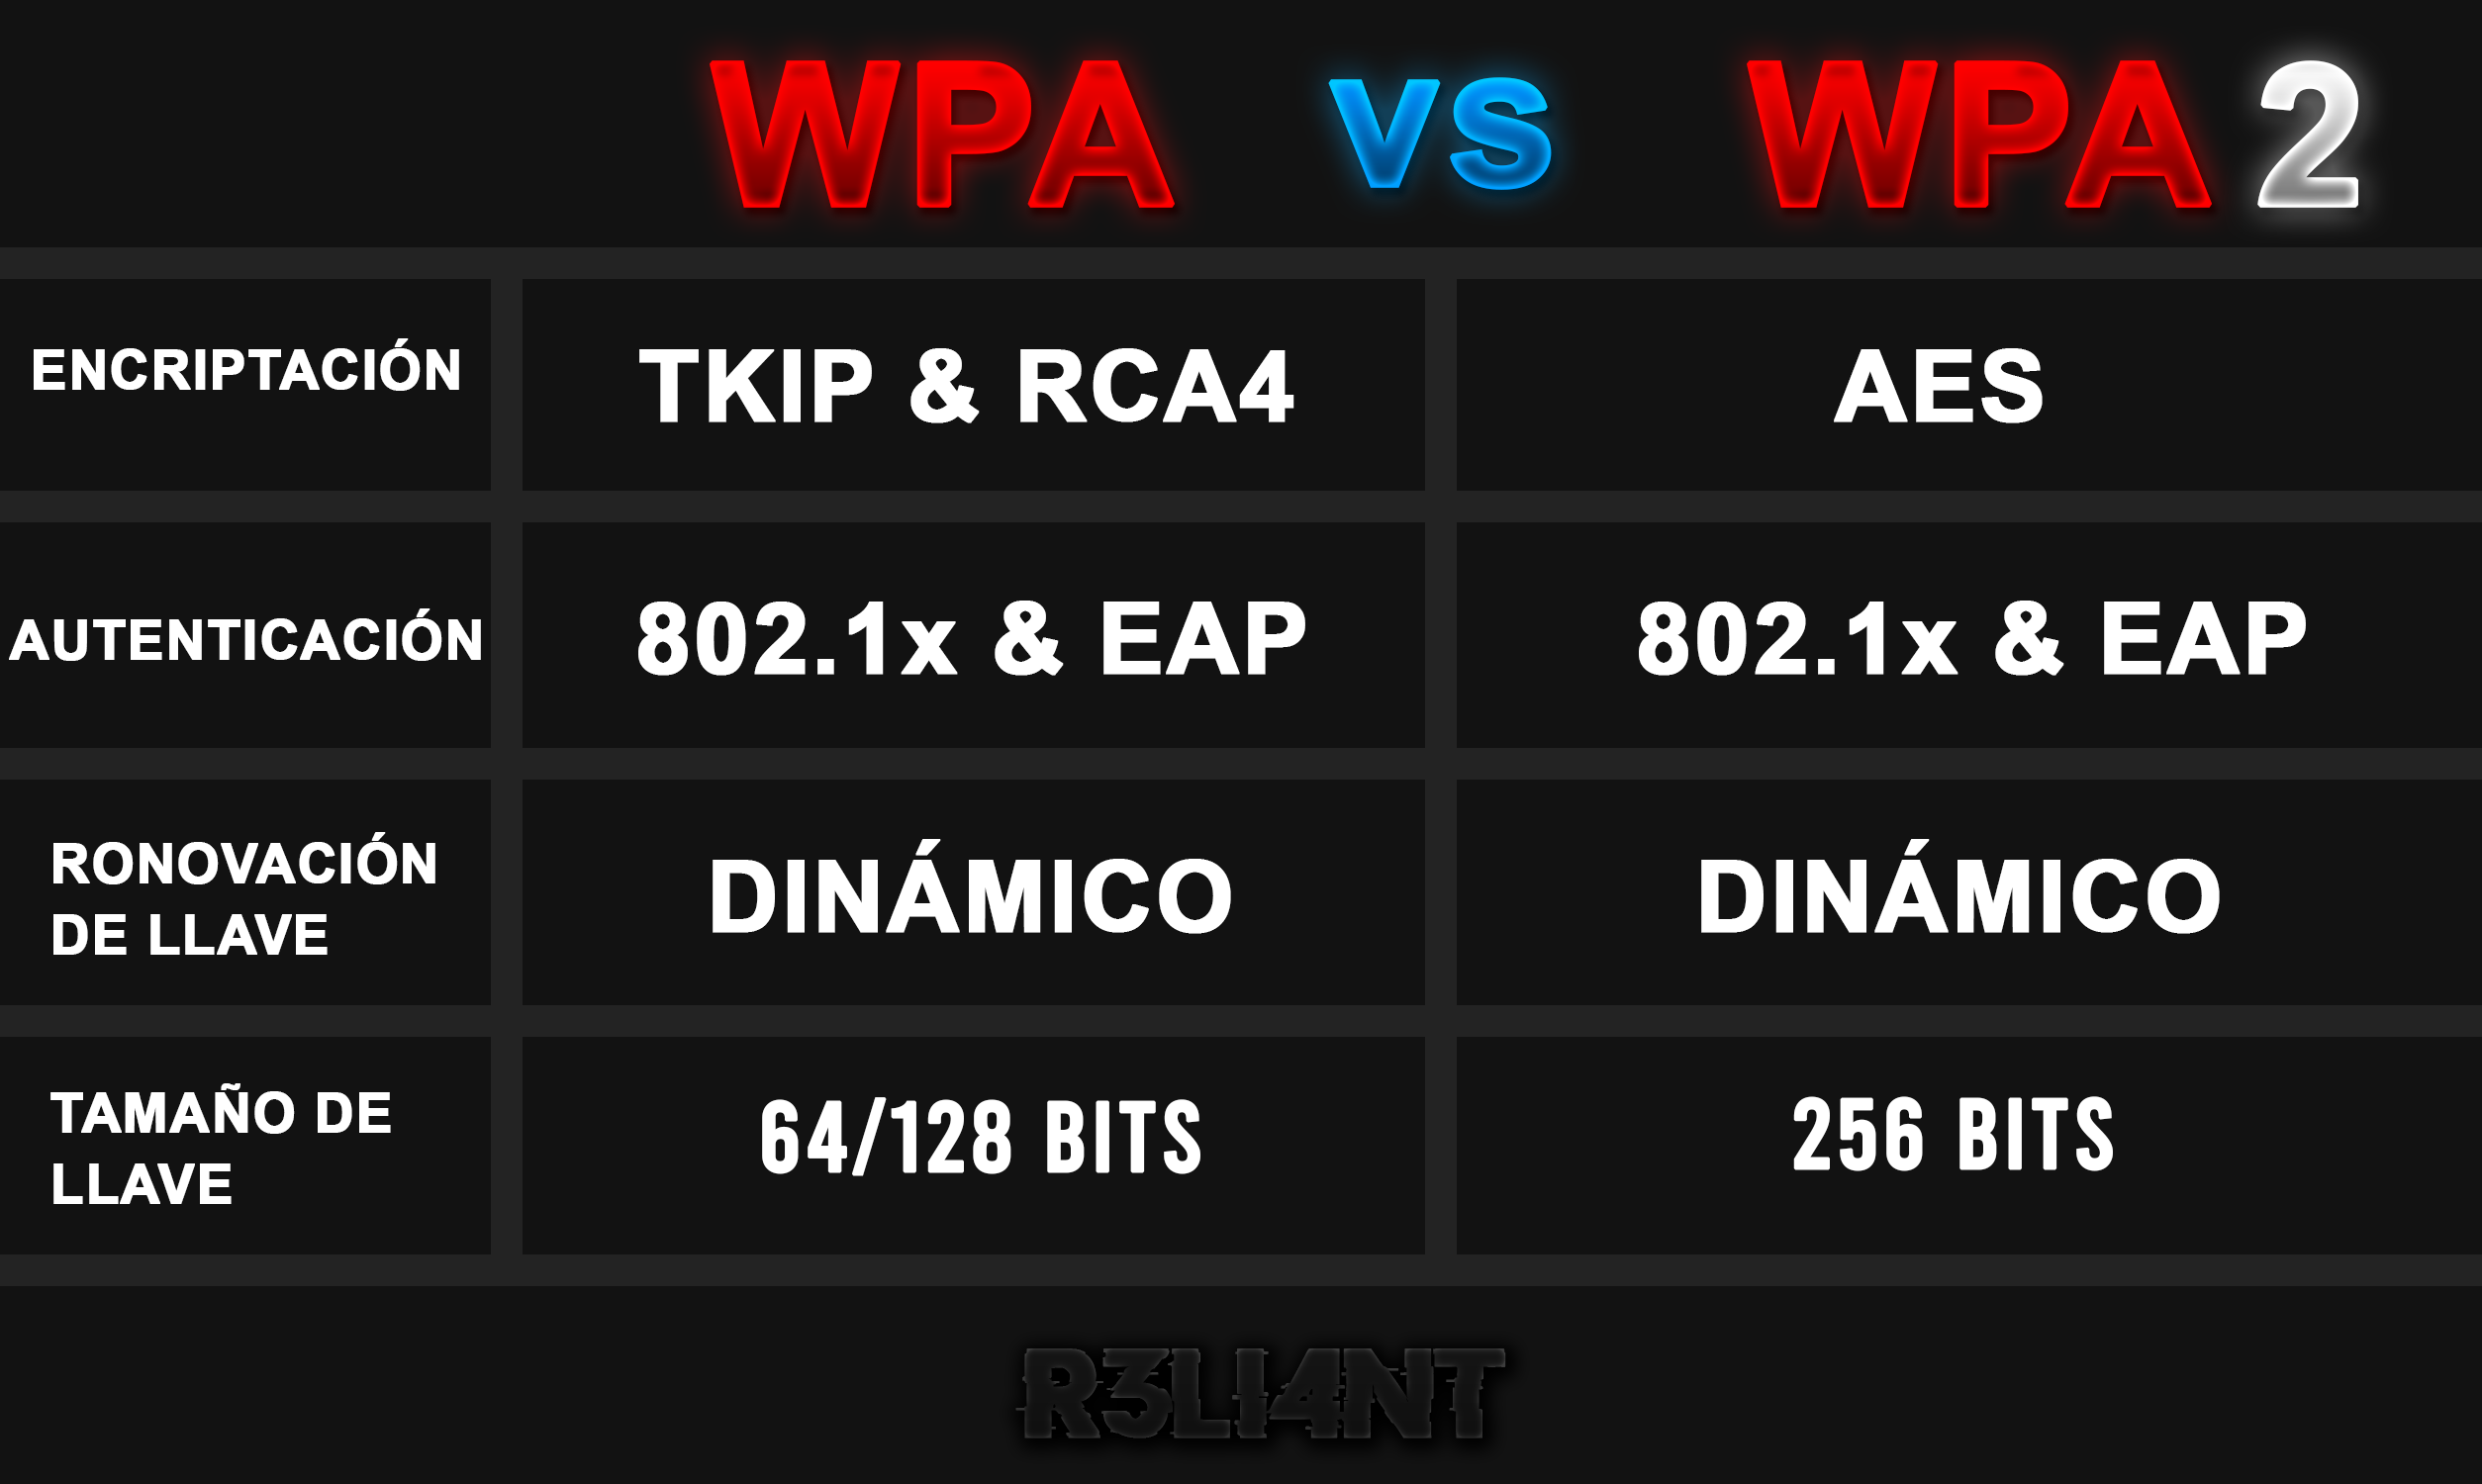 WPA VS WPA 2
ENCRIPTACIÓN
TKIP & RCA4
AES
AUTENTICACIÓN
802.1x & EAP
802.1x & EAP
RONOVACIÓN
DE LLAVE
DINÁMICO
DINÁMICO
TAMAÑO DE
LLAVE
64/128 BITS
256 BITS
R3LI4NT